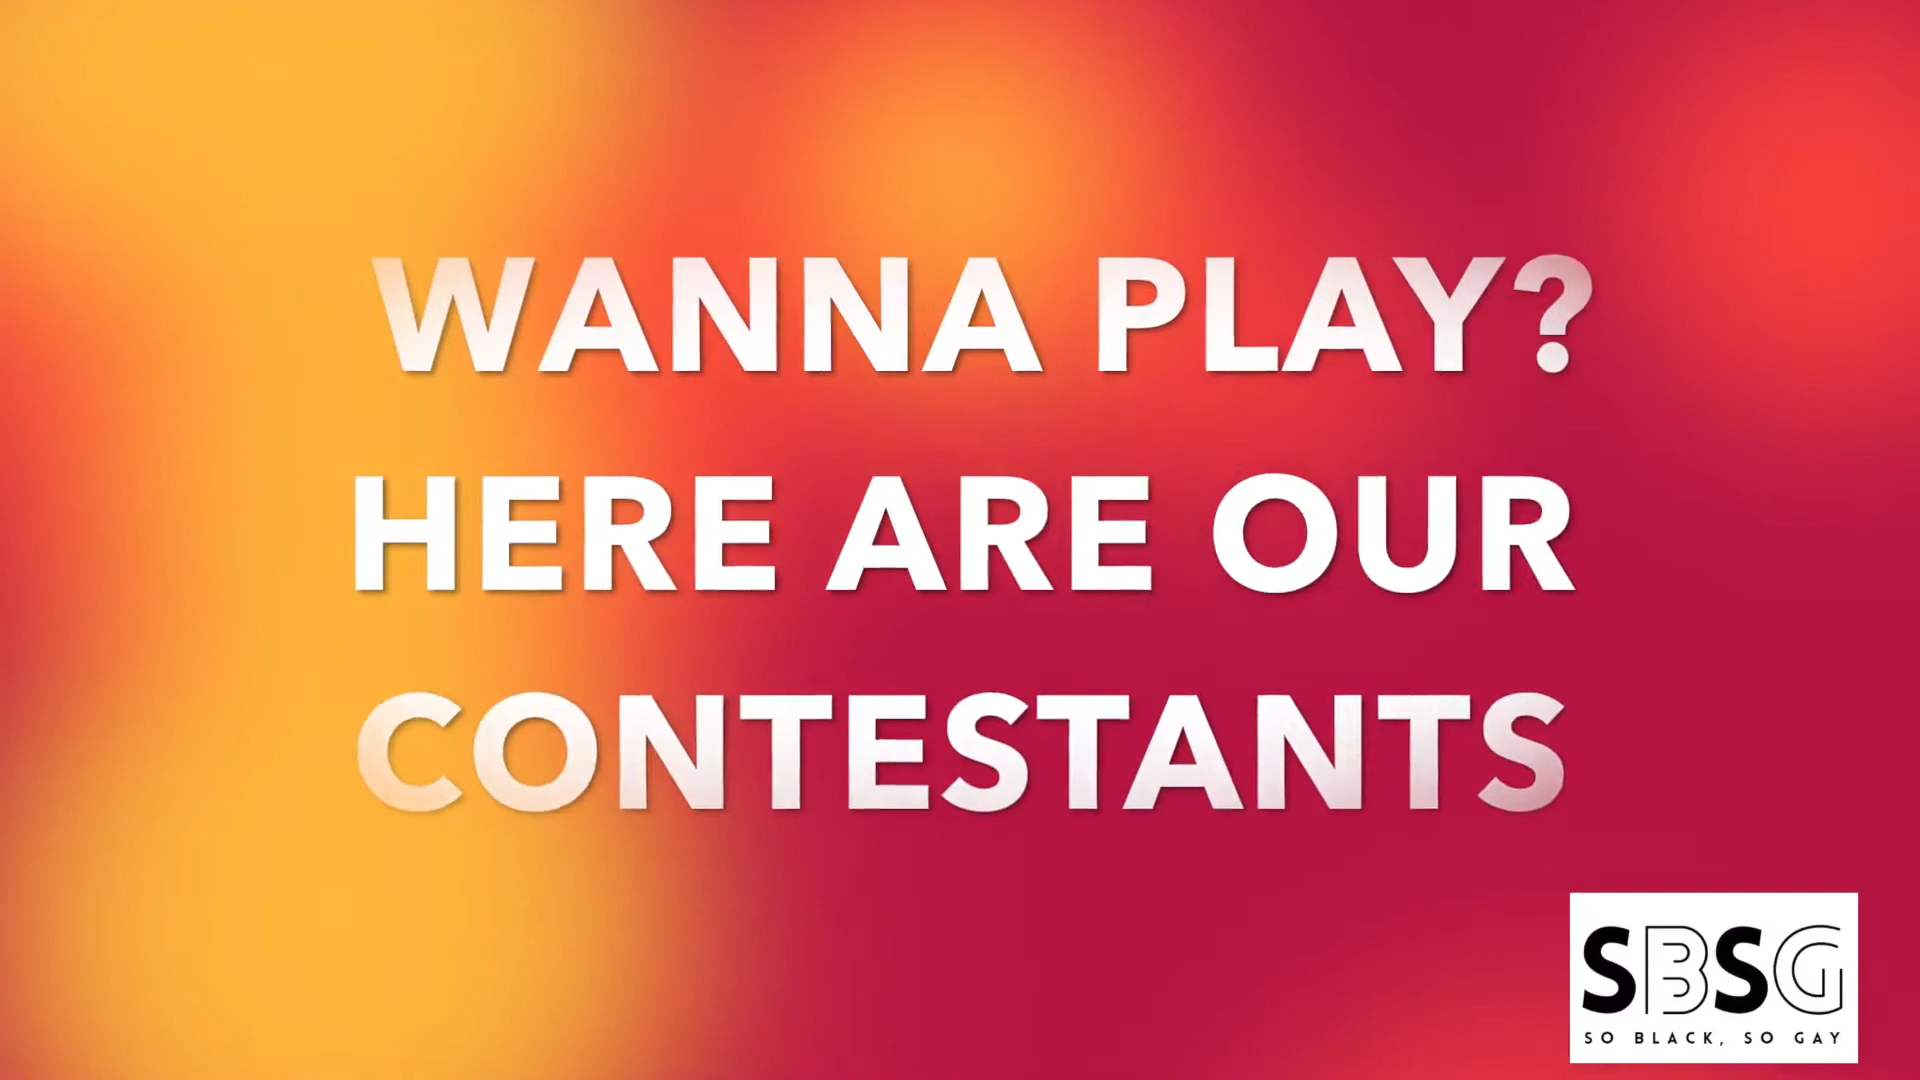 WANNA PLAY?
HERE ARE OUR
CONTESTANTS
SBSG
SO BLACK, SO GAY